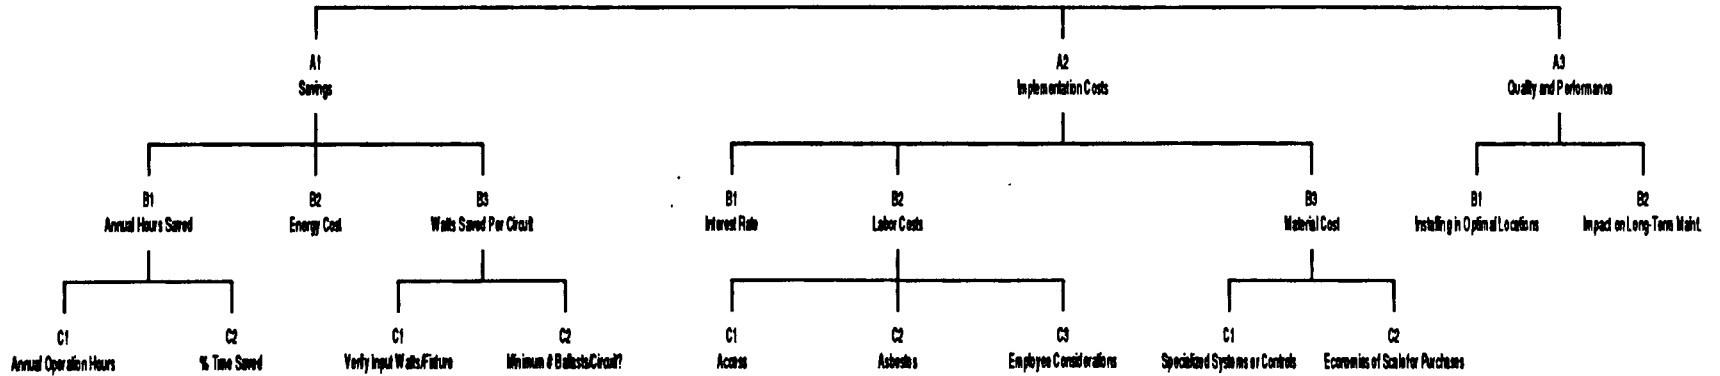 A1
Savings
A2
Implementation Costs
A3
Quality and Performance
B1
Annual Hours Saved
B2
Energy Cost
B3
Watts Saved Per Circuit
B1
Interest Rate
B2
Labor Costs
B3
Material Cost
B1
Installing in Optimal Locations
B2
Impact on Long-Term Maint.
C1
Annual Operation Hours
C2
% Time Saved
C1
Verify Input Watts/Fixture
C2
Minimum # Ballasts/Circuit?
C1
Access
C2
Asbestos
C3
Employee Considerations
C1
Specialized Systems or Controls
C2
Economies of Scale for Purchases